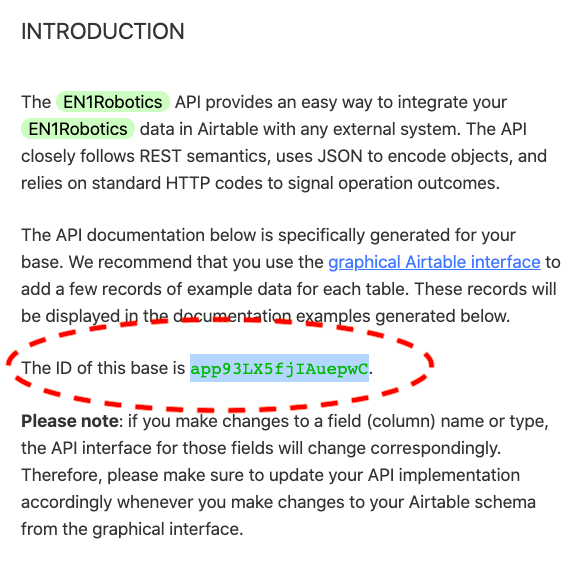 INTRODUCTION
The EN1Robotics API provides an easy way to integrate your
EN1Robotics data in Airtable with any external system. The API
closely follows REST semantics, uses JSON to encode objects, and
relies on standard HTTP codes to signal operation outcomes.
The API documentation below is specifically generated for your
base. We recommend that you use the graphical Airtable interface to
add a few records of example data for each table. These records will
be displayed in the documentation examples generated below.
The ID of this base is app93LX5fjIAuepwC.
Please note: if you make changes to a field (column) name or type,
the API interface for those fields will change correspondingly.
Therefore, please make sure to update your API implementation
accordingly whenever you make changes to your Airtable schema
from the graphical interface.